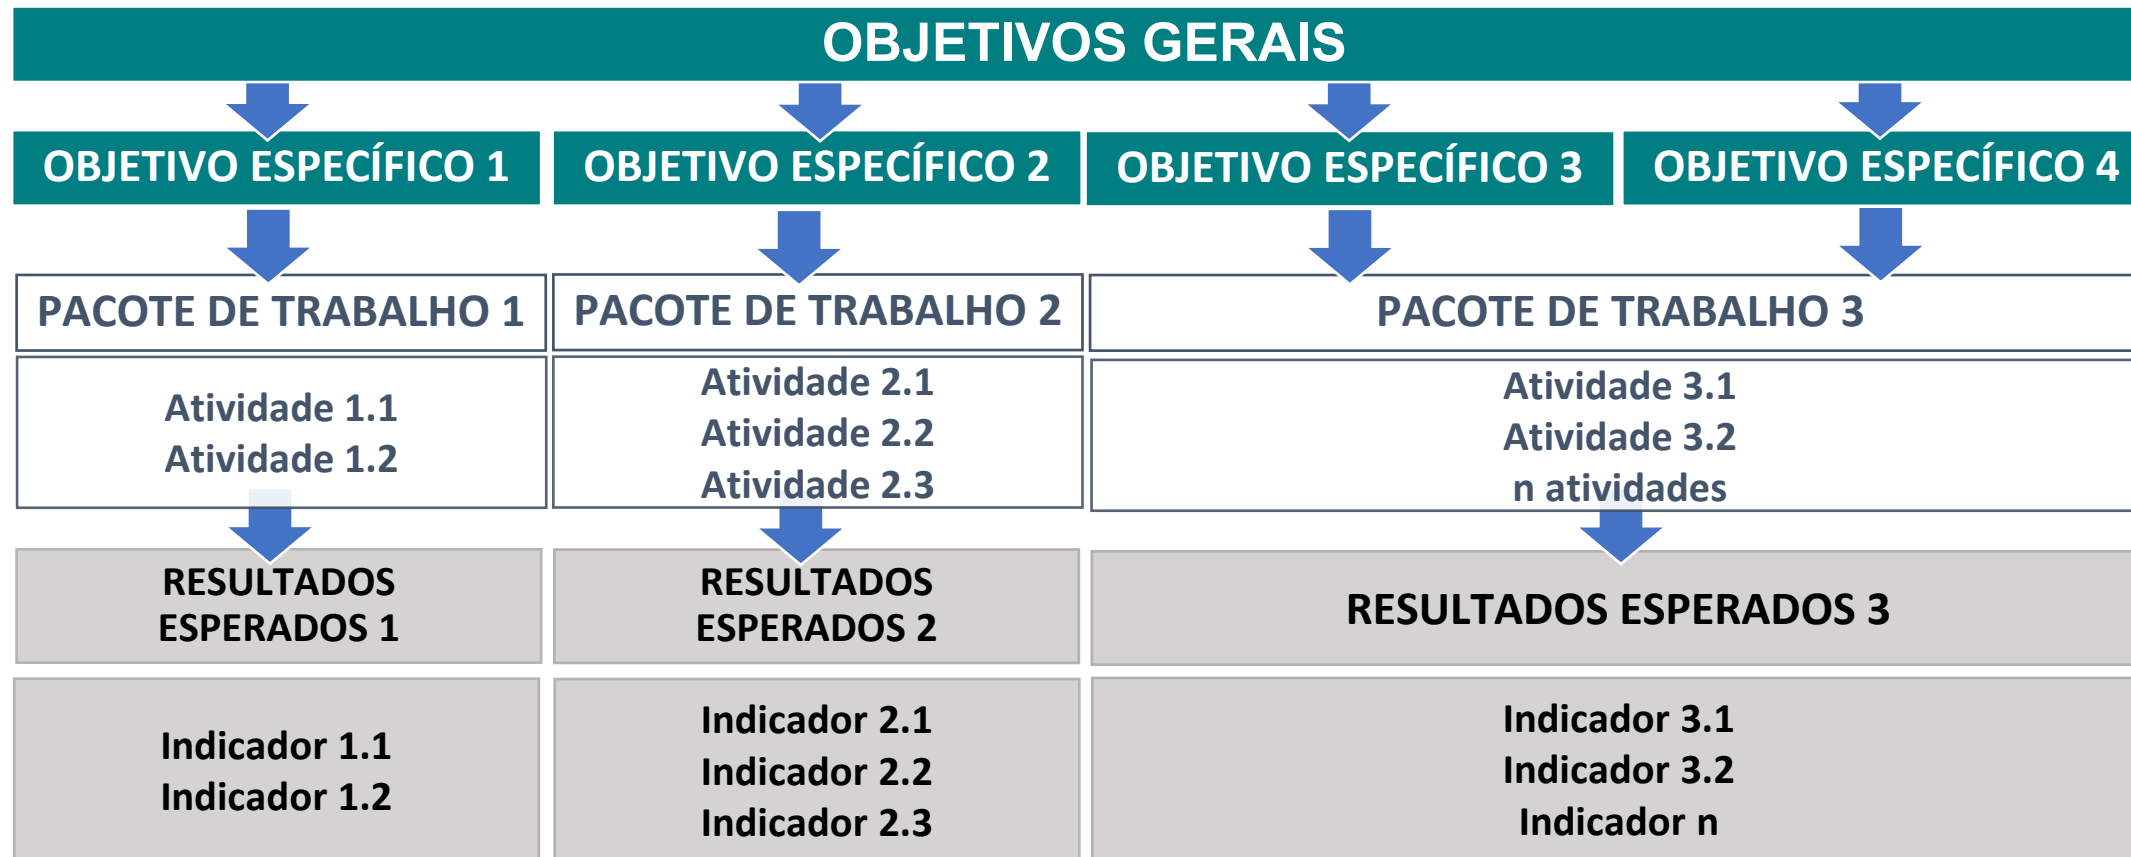 OBJETIVOS GERAIS
OBJETIVO ESPECÍFICO 1
OBJETIVO ESPECÍFICO 2
OBJETIVO ESPECÍFICO 3
OBJETIVO ESPECÍFICO 4
PACOTE DE TRABALHO 1
PACOTE DE TRABALHO 2
PACOTE DE TRABALHO 3
Atividade 1.1
Atividade 1.2
Atividade 2.1
Atividade 2.2
Atividade 2.3
Atividade 3.1
Atividade 3.2
n atividades
RESULTADOS
ESPERADOS 1
RESULTADOS
ESPERADOS 2
RESULTADOS ESPERADOS 3
Indicador 1.1
Indicador 1.2
Indicador 2.1
Indicador 2.2
Indicador 2.3
Indicador 3.1
Indicador 3.2
Indicador n